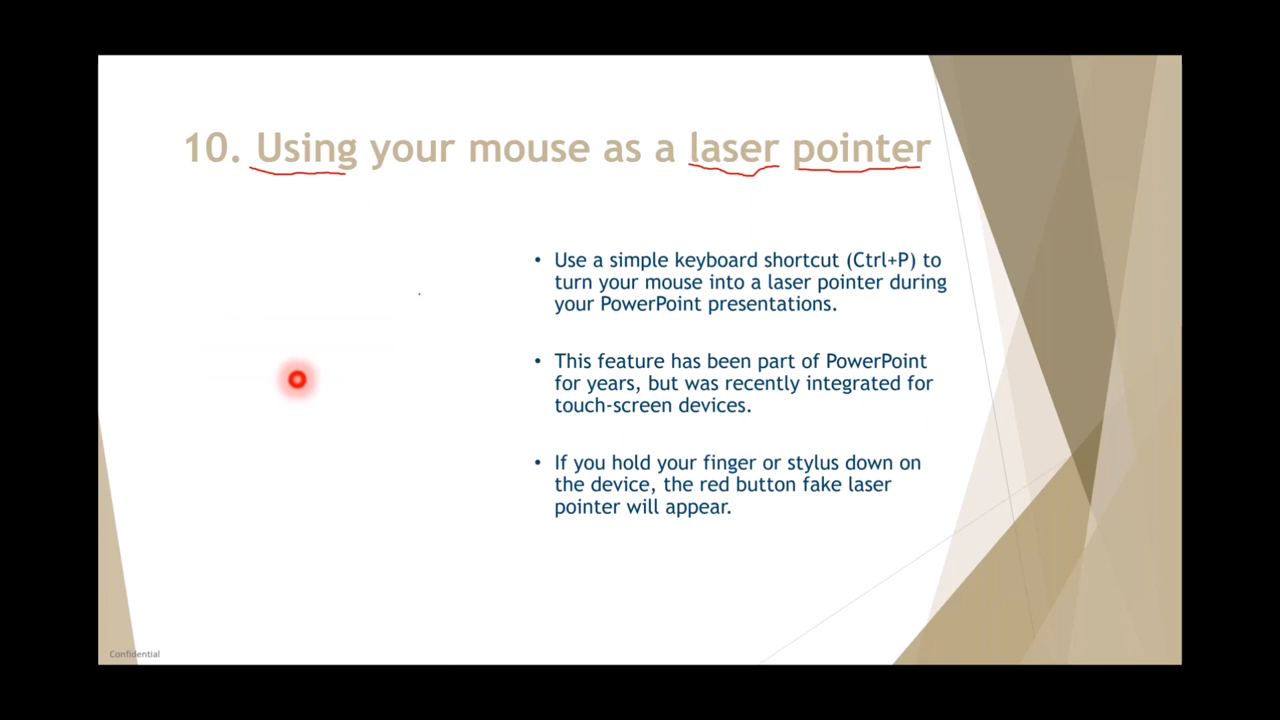 10. Using your mouse as a laser pointer
• Use a simple keyboard shortcut (Ctrl+P) to
turn your mouse into a laser pointer during
your PowerPoint presentations.
• This feature has been part of PowerPoint
for years, but was recently integrated for
touch-screen devices.
• If you hold your finger or stylus down on
the device, the red button fake laser
pointer will appear.
Confidential